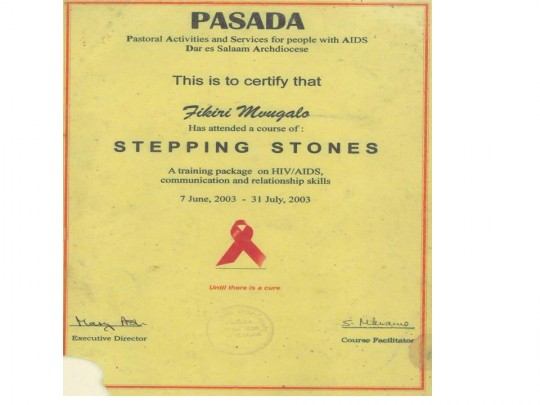 PASADA
Pastoral Activities and Services for people with AIDS
Dar es Salaam Archdiocese
This is to certify that
Fikiri Mvugalo
Has attended a course of :
STEPPING STONES
A training package on HIV/AIDS,
communication and relationship skills
7 June, 2003 - 31 July, 2003
Until there is a cure
Executive Director
Course Facilitator